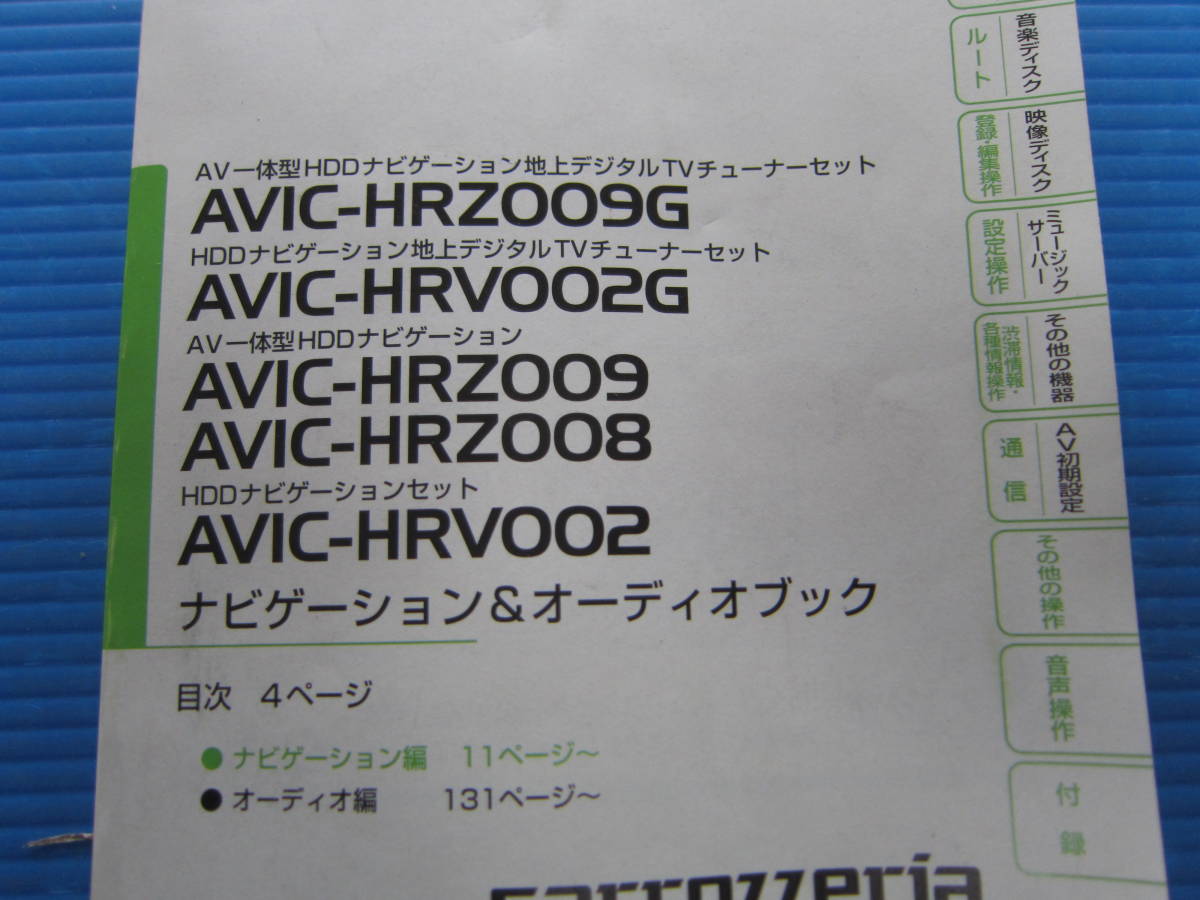 AV一体型HDDナビゲーション地上デジタルTVチューナーセット
AVIC-HRZ009G
HDDナビゲーション地上デジタルTVチューナーセット
AVIC-HRV002G
AV一体型HDDナビゲーション
AVIC-HRZ009
AVIC-HRZ008
HDDナビゲーションセット
AVIC-HRV002
ナビゲーション&オーディオブック
目次 4ページ
● ナビゲーション編 11ページ〜
● オーディオ編 131ページ〜
carrozzeria
音楽ディスク
ルート
映像ディスク
登録・編集操作
ミュージック
サーバー
設定操作
その他の機器
渋滞情報・
各種情報操作
AV初期設定
通信
その他の操作
音声操作
付録